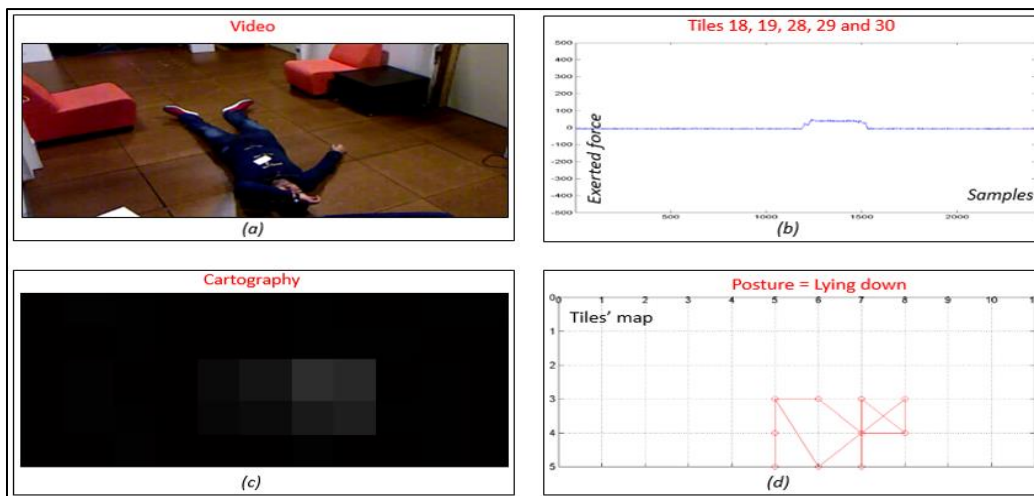 Video
Tiles 18, 19, 28, 29 and 30
500
400
300
200
100
0
-100
-200
-300
-400
-500
Exerted force
Samples
500
1000
1500
2000
(a)
(b)
Cartography
Posture = Lying down
0 0 1 2 3 4 5 6 7 8 9 10 11
Tiles' map
1
2
3
4
5
(c)
(d)